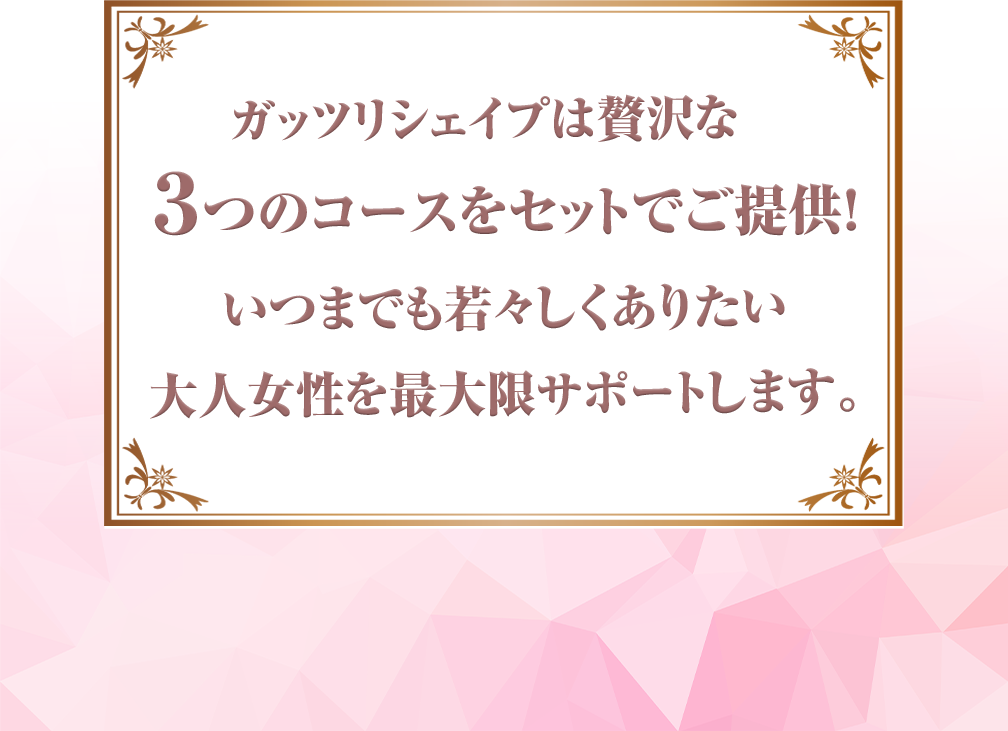 ガッツリシェイプは贅沢な
3つのコースをセットでご提供!
いつまでも若々しくありたい
大人女性を最大限サポートします。